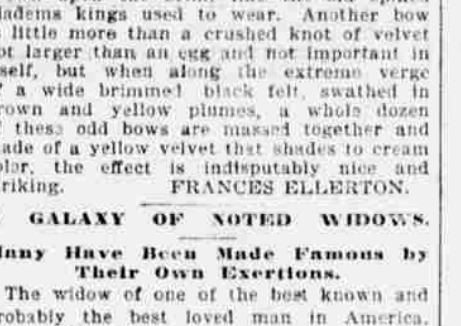 diadems kings used to wear. Another bow
little more than a crushed knot of velvet
not larger than an egg and not important in
self, but when along the extreme verge
a wide brimmed black felt, swathed in
brown and yellow plumes, a whole dozen
these odd bows are massed together and
made of a yellow velvet that shades to cream
color, the effect is indisputably nice and
striking. FRANCES ELLERTON.
GALAXY OF NOTED WIDOWS.
Many Have Been Made Famous by
Their Own Exertions.
The widow of one of the best known and
probably the best loved man in America,